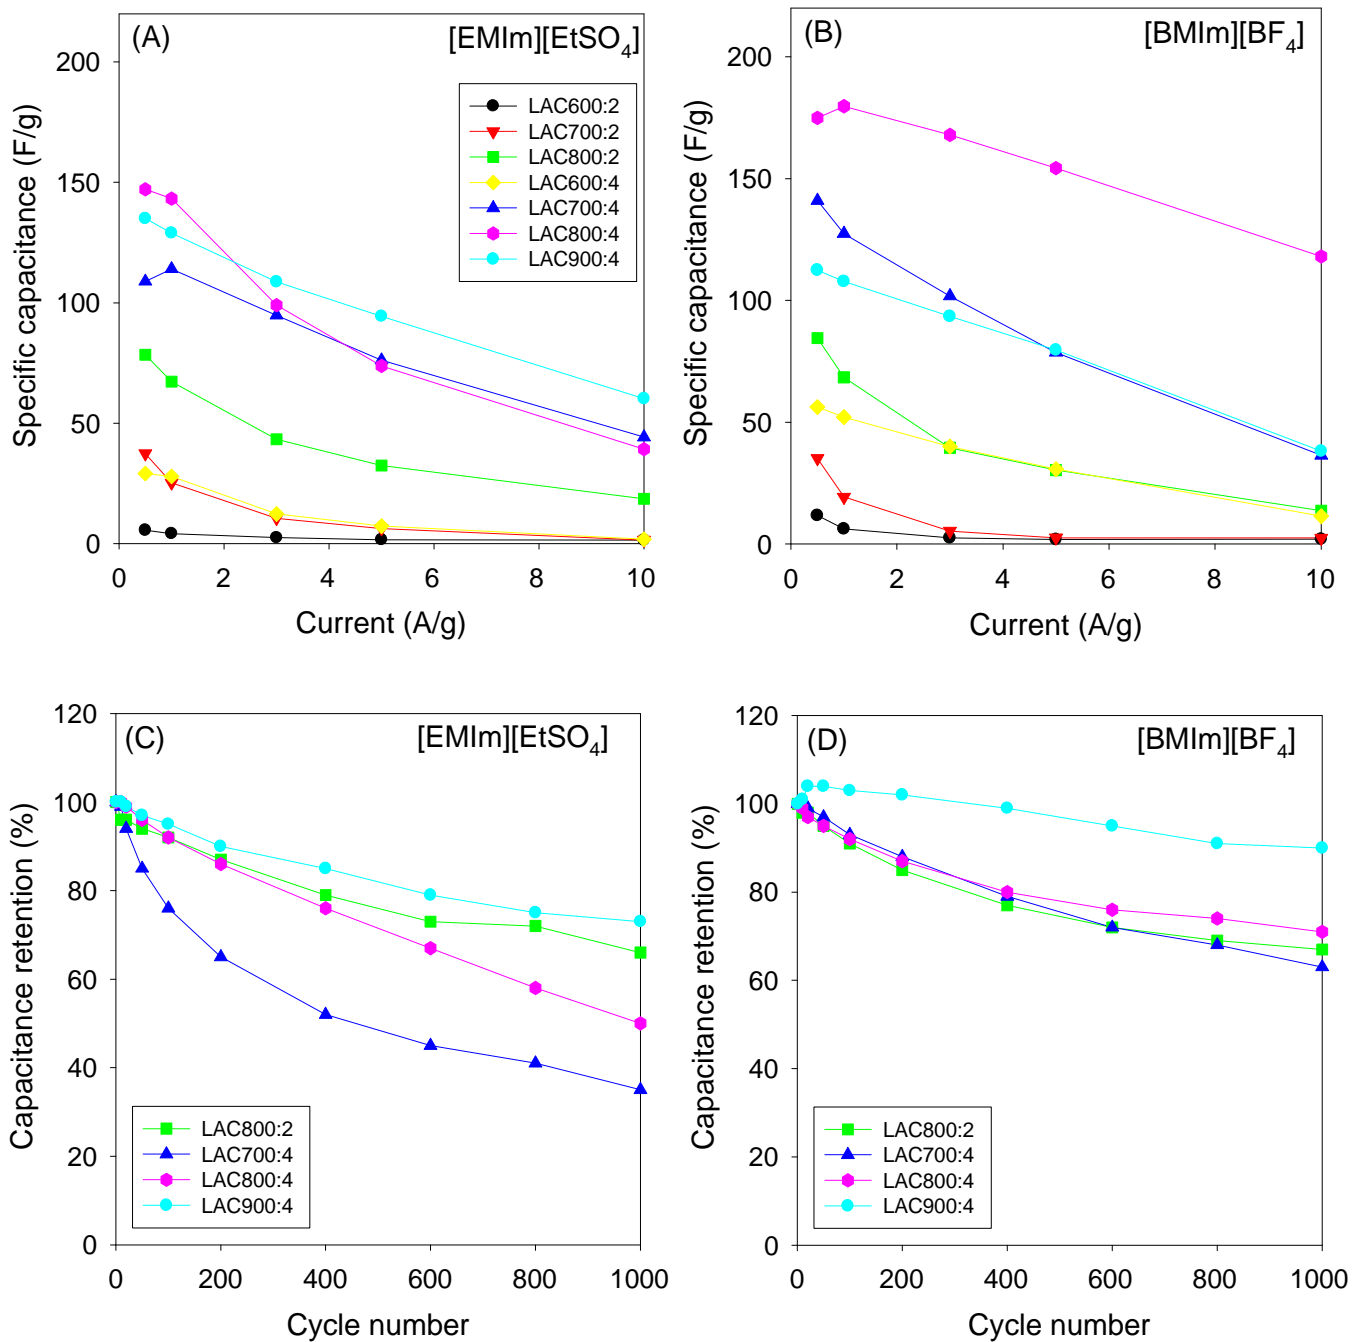 (A)
[EMIm][EtSO4]
200
150
100
50
0
Specific capacitance (F/g)
LAC600:2
LAC700:2
LAC800:2
LAC600:4
LAC700:4
LAC800:4
LAC900:4
0 2 4 6 8 10
Current (A/g)
(B)
[BMIm][BF4]
200
150
100
50
0
Specific capacitance (F/g)
0 2 4 6 8 10
Current (A/g)
(C)
[EMIm][EtSO4]
120
100
80
60
40
20
0
Capacitance retention (%)
LAC800:2
LAC700:4
LAC800:4
LAC900:4
0 200 400 600 800 1000
Cycle number
(D)
[BMIm][BF4]
120
100
80
60
40
20
0
Capacitance retention (%)
LAC800:2
LAC700:4
LAC800:4
LAC900:4
0 200 400 600 800 1000
Cycle number